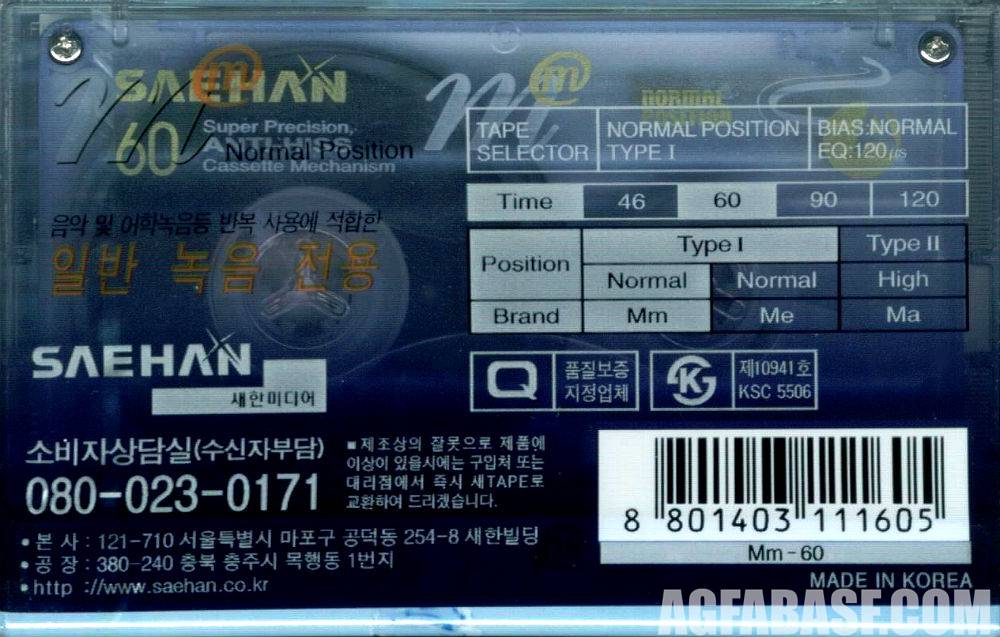 SAEHAN
60
Super Precision,
Normal Position
Cassette Mechanism
m@
NORMAL
POSITION
TAPE
SELECTOR
NORMAL POSITION
TYPE I
BIAS:NORMAL
EQ:120μs
Time 46 60 90 120
Position Type I Type II
Normal Normal High
Brand Mm Me Ma
음악 및 어학녹음등 반복 사용에 적합한
일반 녹음 전용
SAEHAN
새한미디어
Q 품질보증
지정업체
제10941호
KSC 5506
소비자상담실(수신자부담)
080-023-0171
■제조상의 잘못으로 제품에
이상이 있을시에는 구입처 또는
대리점에서 즉시 새TAPE로
교환하여 드리겠습니다.
•본 사 : 121-710 서울특별시 마포구 공덕동 254-8 새한빌딩
•공 장 : 380-240 충북 충주시 목행동 1번지
•http ://www.saehan.co.kr
8 801403 111605
Mm-60
MADE IN KOREA
AGFABASE.COM